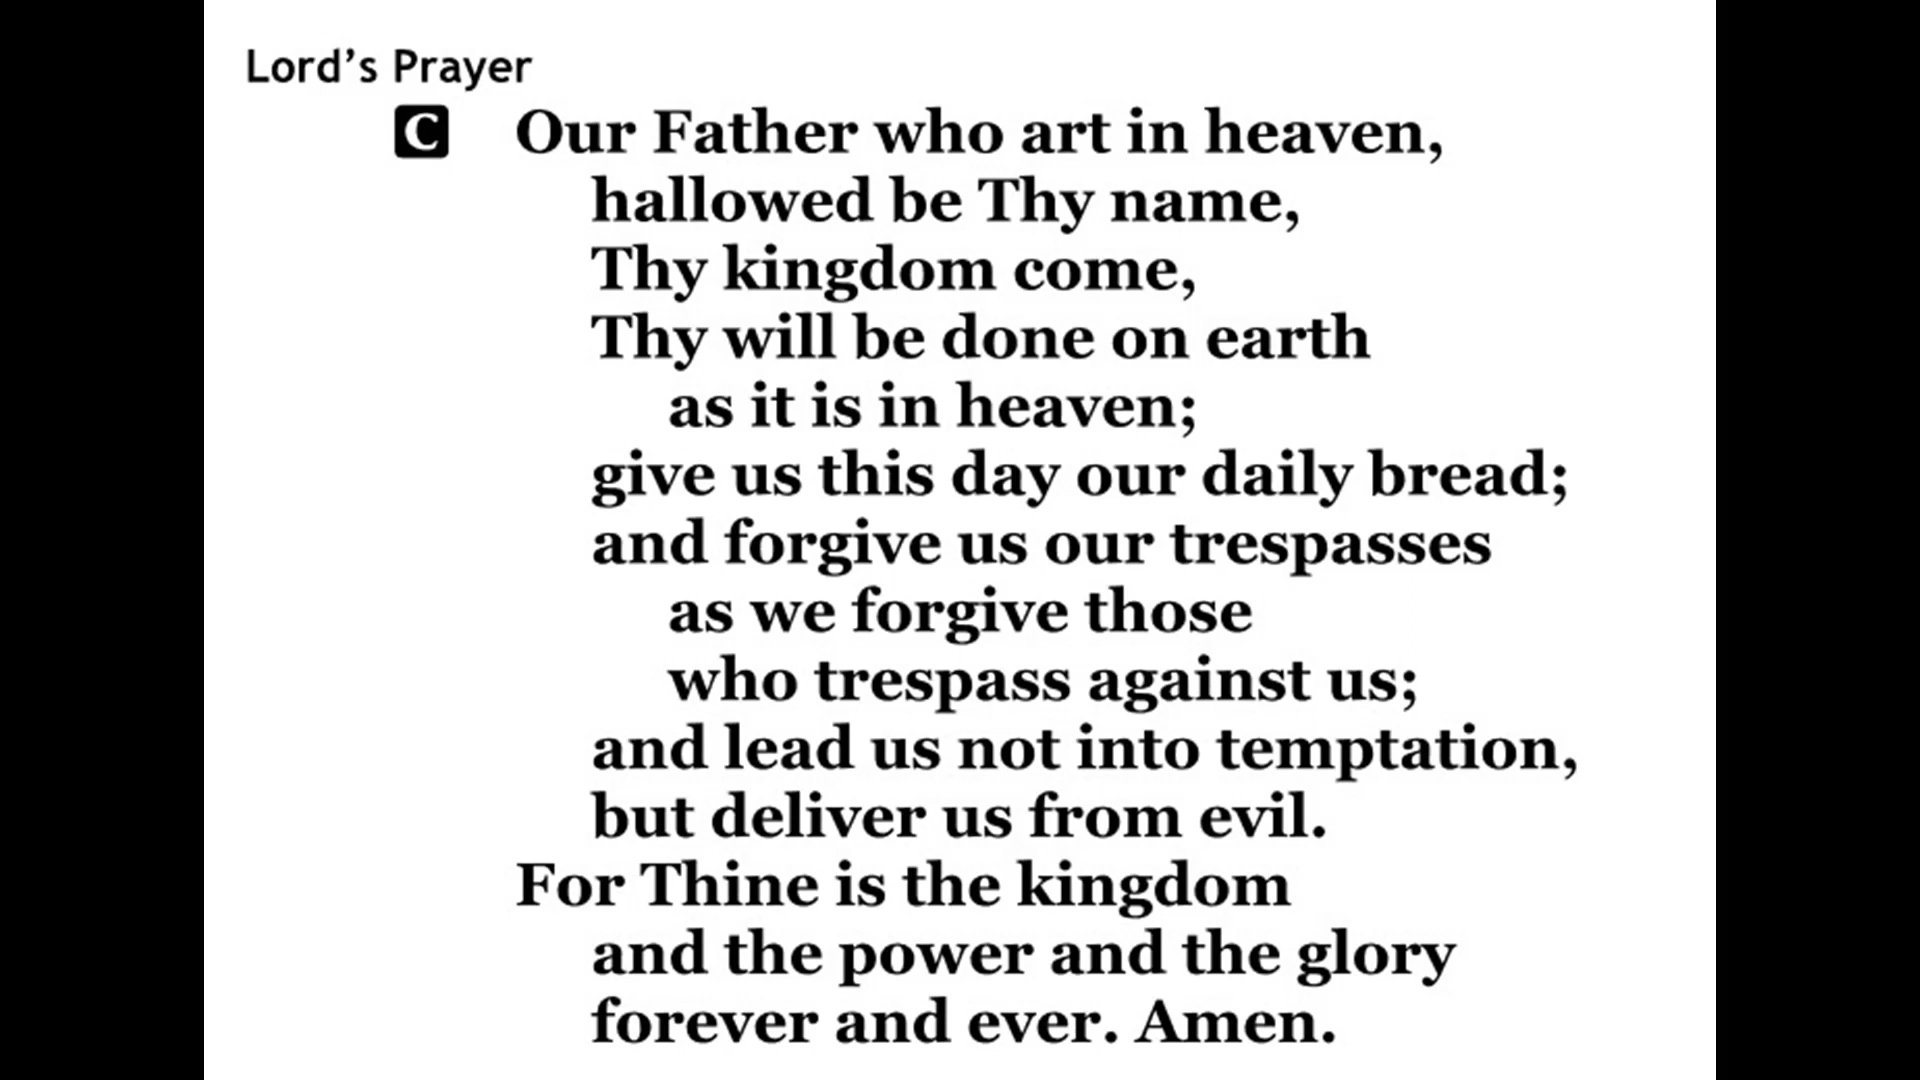 Lord’s Prayer
C Our Father who art in heaven,
hallowed be Thy name,
Thy kingdom come,
Thy will be done on earth
as it is in heaven;
give us this day our daily bread;
and forgive us our trespasses
as we forgive those
who trespass against us;
and lead us not into temptation,
but deliver us from evil.
For Thine is the kingdom
and the power and the glory
forever and ever. Amen.